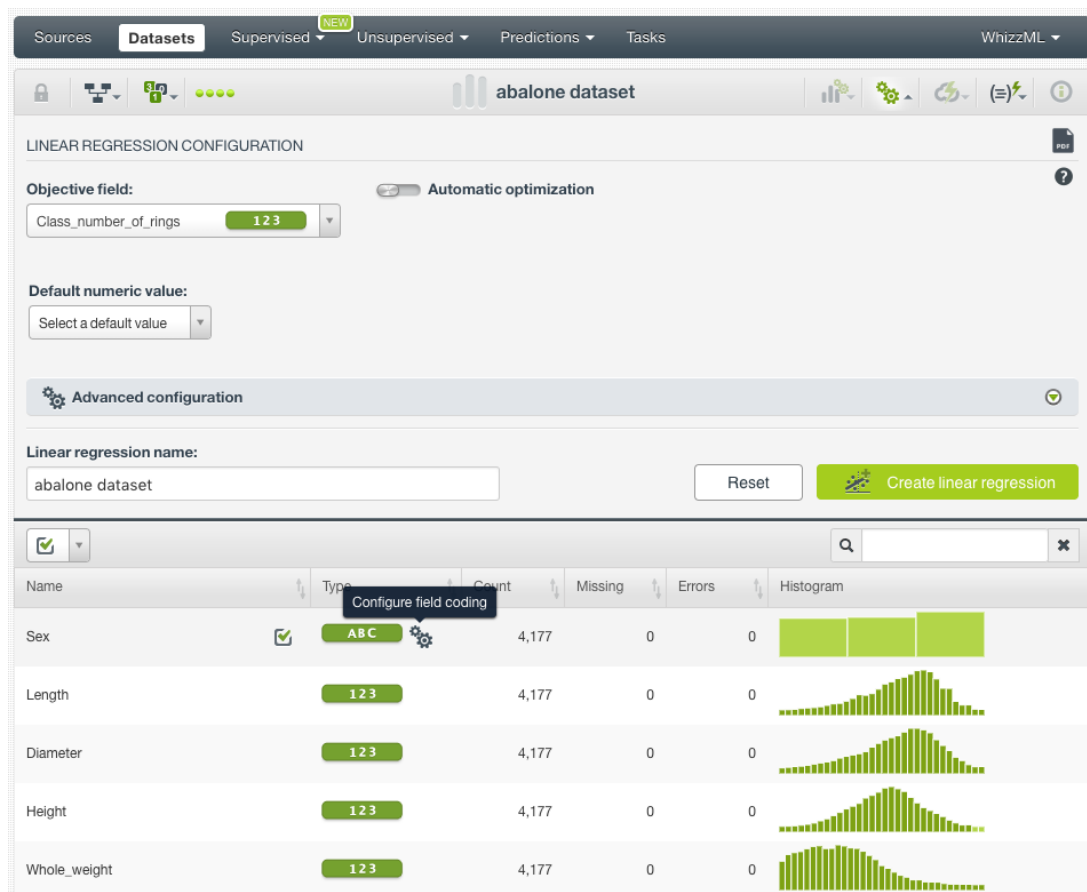 NEW
Sources Datasets Supervised Unsupervised Predictions Tasks WhizzML
abalone dataset
LINEAR REGRESSION CONFIGURATION
PDF
Objective field:
Automatic optimization
Class_number_of_rings 123
Default numeric value:
Select a default value
Advanced configuration
Linear regression name:
abalone dataset
Reset
Create linear regression
Name Type Count Missing Errors Histogram
Configure field coding
Sex ABC 4,177 0 0
Length 123 4,177 0 0
Diameter 123 4,177 0 0
Height 123 4,177 0 0
Whole_weight 123 4,177 0 0